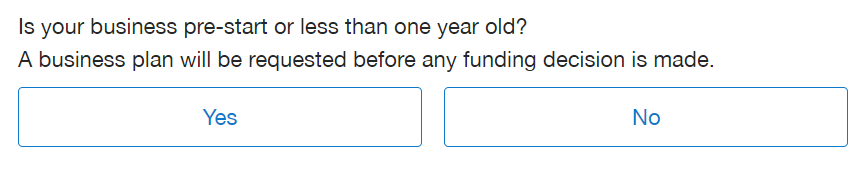 Is your business pre-start or less than one year old?
A business plan will be requested before any funding decision is made.
Yes
No